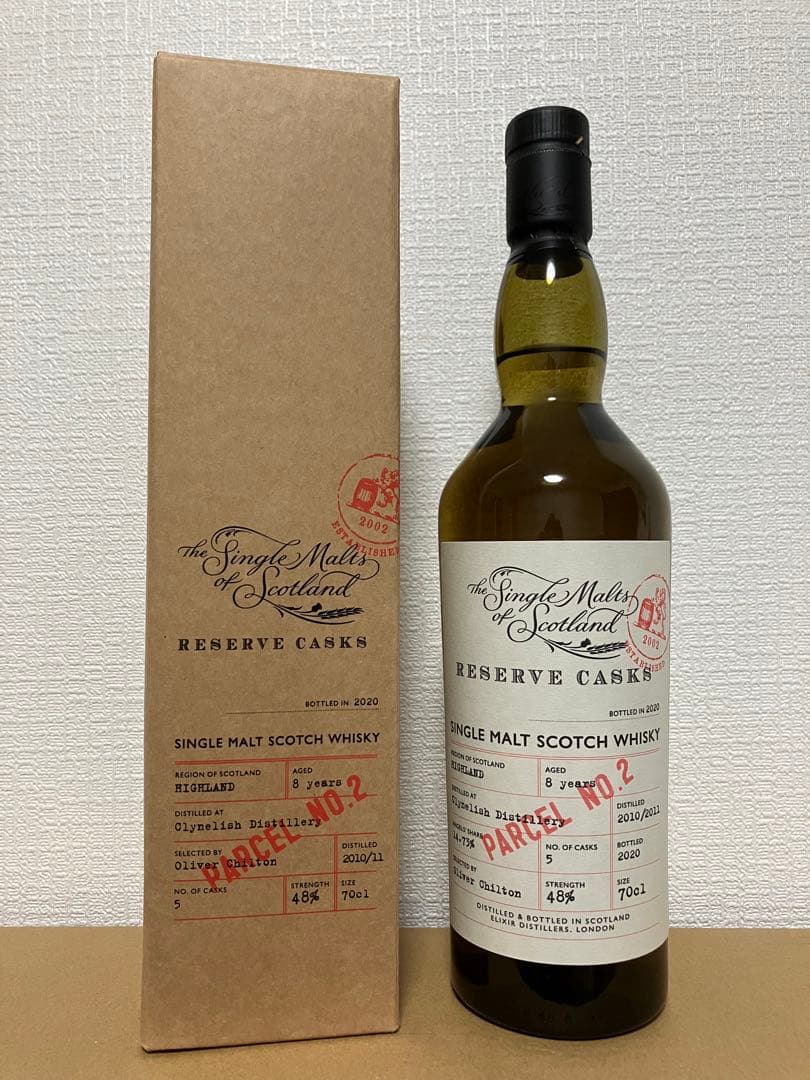 2002
ESTABLISHED
The Single Malts
of Scotland
RESERVE CASKS
BOTTLED IN 2020
SINGLE MALT SCOTCH WHISKY
REGION OF SCOTLAND
HIGHLAND
AGED
8 years
DISTILLED AT
Clynelish Distillery
PARCEL NO.2
SELECTED BY
Oliver Chilton
DISTILLED
2010/11
NO. OF CASKS
5
STRENGTH
48%
SIZE
70cl
The Single Malts
of Scotland
2002
ESTABLISHED
RESERVE CASKS
BOTTLED IN 2020
SINGLE MALT SCOTCH WHISKY
REGION OF SCOTLAND
HIGHLAND
AGED
8 years
DISTILLED AT
Clynelish Distillery
PARCEL NO.2
DISTILLED
2010/2011
ANGELS SHARE
14.73%
NO. OF CASKS
5
BOTTLED
2020
SELECTED BY
Oliver Chilton
STRENGTH
48%
SIZE
70cl
DISTILLED & BOTTLED IN SCOTLAND
ELIXIR DISTILLERS, LONDON